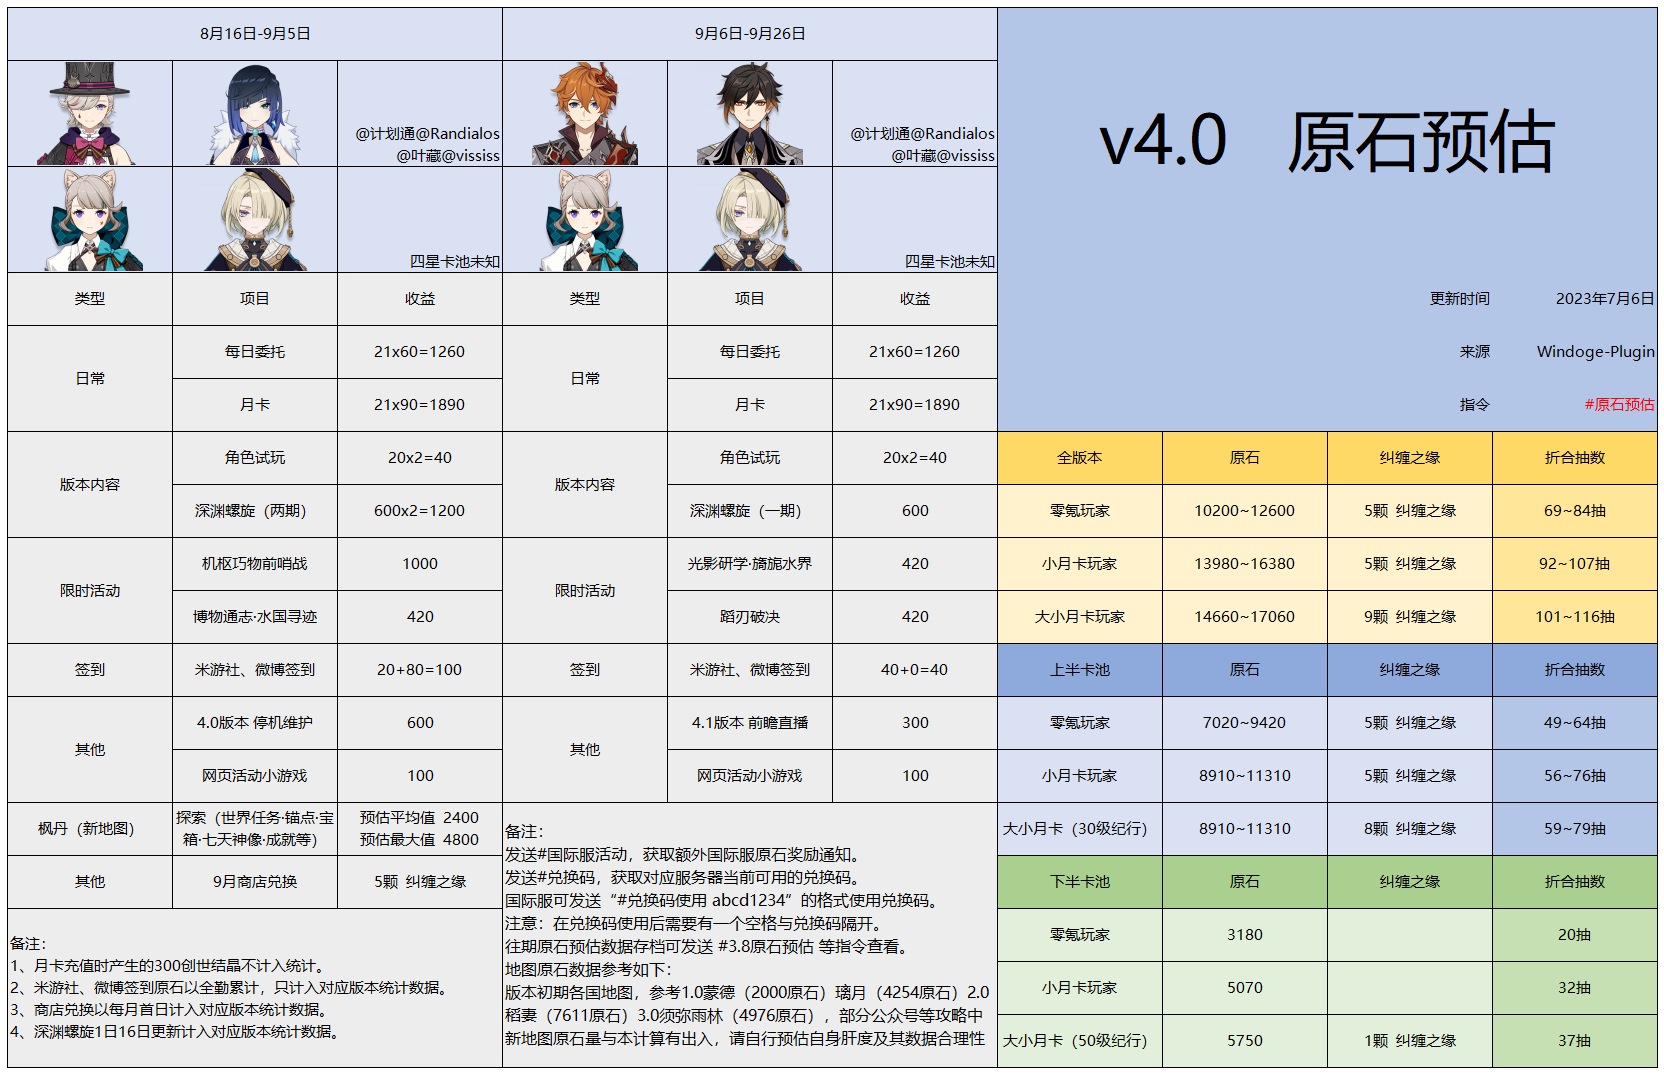 8月16日-9月5日
9月6日-9月26日
v4.0 原石预估
@计划通@Randialos
@叶藏@vississ
@计划通@Randialos
@叶藏@vississ
四星卡池未知
四星卡池未知
更新时间 2023年7月6日
来源 Windoge-Plugin
指令 #原石预估
类型 项目 收益
日常 每日委托 21x60=1260
月卡 21x90=1890
版本内容 角色试玩 20x2=40
深渊螺旋（两期） 600x2=1200
限时活动 机枢巧物前哨战 1000
博物通志·水国寻迹 420
签到 米游社、微博签到 20+80=100
其他 4.0版本 停机维护 600
网页活动小游戏 100
枫丹（新地图） 探索（世界任务·锚点·宝
箱·七天神像·成就等）
预估平均值 2400
预估最大值 4800
其他 9月商店兑换 5颗 纠缠之缘
备注：
1、月卡充值时产生的300创世结晶不计入统计。
2、米游社、微博签到原石以全勤累计，只计入对应版本统计数据。
3、商店兑换以每月首日计入对应版本统计数据。
4、深渊螺旋1日16日更新计入对应版本统计数据。
类型 项目 收益
日常 每日委托 21x60=1260
月卡 21x90=1890
版本内容 角色试玩 20x2=40
深渊螺旋（一期） 600
限时活动 光影研学·旖旎水界 420
蹈刃破决 420
签到 米游社、微博签到 40+0=40
其他 4.1版本 前瞻直播 300
网页活动小游戏 100
备注：
发送#国际服活动，获取额外国际服原石奖励通知。
发送#兑换码，获取对应服务器当前可用的兑换码。
国际服可发送“#兑换码使用 abcd1234”的格式使用兑换码。
注意：在兑换码使用后需要有一个空格与兑换码隔开。
往期原石预估数据存档可发送 #3.8原石预估 等指令查看。
地图原石数据参考如下：
版本初期各国地图，参考1.0蒙德（2000原石）璃月（4254原石）2.0
稻妻（7611原石）3.0须弥雨林（4976原石），部分公众号等攻略中
新地图原石量与本计算有出入，请自行预估自身肝度及其数据合理性
全版本 原石 纠缠之缘 折合抽数
零氪玩家 10200~12600 5颗 纠缠之缘 69~84抽
小月卡玩家 13980~16380 5颗 纠缠之缘 92~107抽
大小月卡玩家 14660~17060 9颗 纠缠之缘 101~116抽
上半卡池 原石 纠缠之缘 折合抽数
零氪玩家 7020~9420 5颗 纠缠之缘 49~64抽
小月卡玩家 8910~11310 5颗 纠缠之缘 56~76抽
大小月卡（30级纪行） 8910~11310 8颗 纠缠之缘 59~79抽
下半卡池 原石 纠缠之缘 折合抽数
零氪玩家 3180 20抽
小月卡玩家 5070 32抽
大小月卡（50级纪行） 5750 1颗 纠缠之缘 37抽